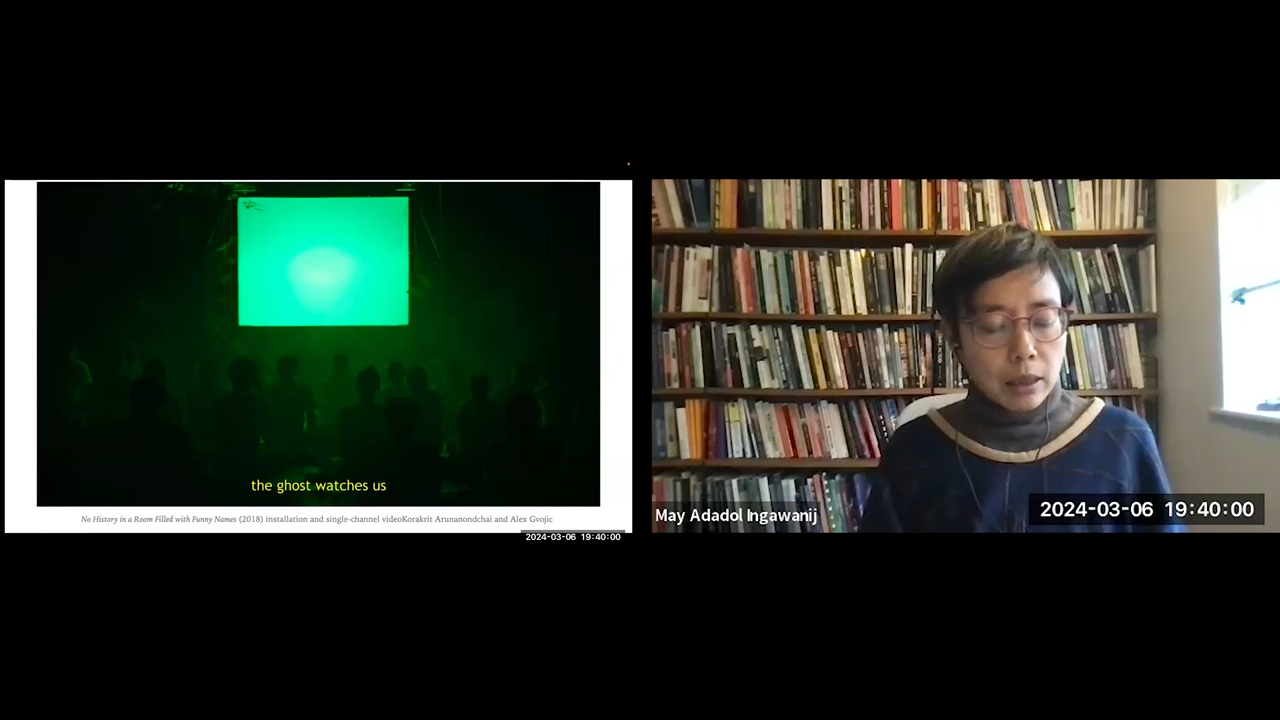 the ghost watches us
No History in a Room Filled with Funny Names (2018) installation and single-channel videoKorakrit Arunanondchai and Alex Gvojic
2024-03-06 19:40:00
May Adadol Ingawanij
2024-03-06 19:40:00